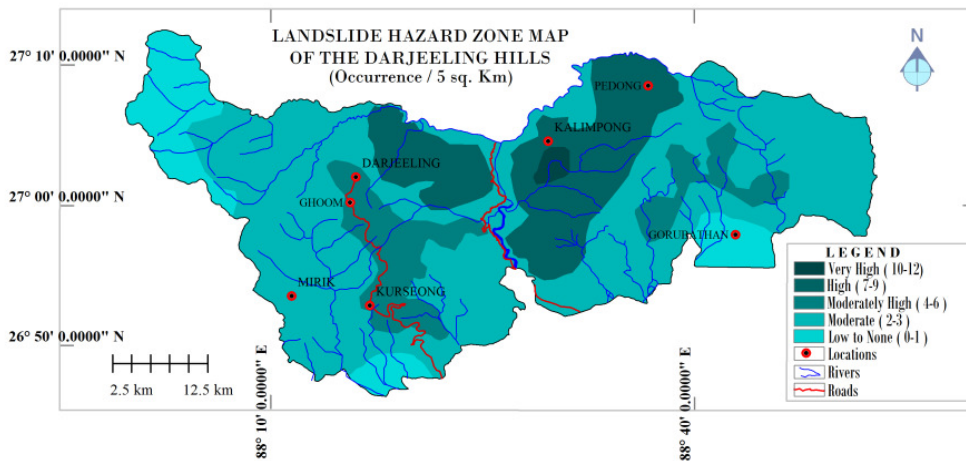 LANDSLIDE HAZARD ZONE MAP
OF THE DARJEELING HILLS
(Occurrence / 5 sq. Km)
N
27° 10' 0.0000" N
27° 00' 0.0000" N
26° 50' 0.0000" N
PEDONG
KALIMPONG
DARJEELING
GHOOM
GORUBATHAN
MIRIK
KURSEONG
LEGEND
Very High ( 10-12)
High ( 7-9 )
Moderately High ( 4-6 )
Moderate ( 2-3 )
Low to None ( 0-1 )
Locations
Rivers
Roads
2.5 km 12.5 km
88° 10' 0.0000" E
88° 40' 0.0000" E